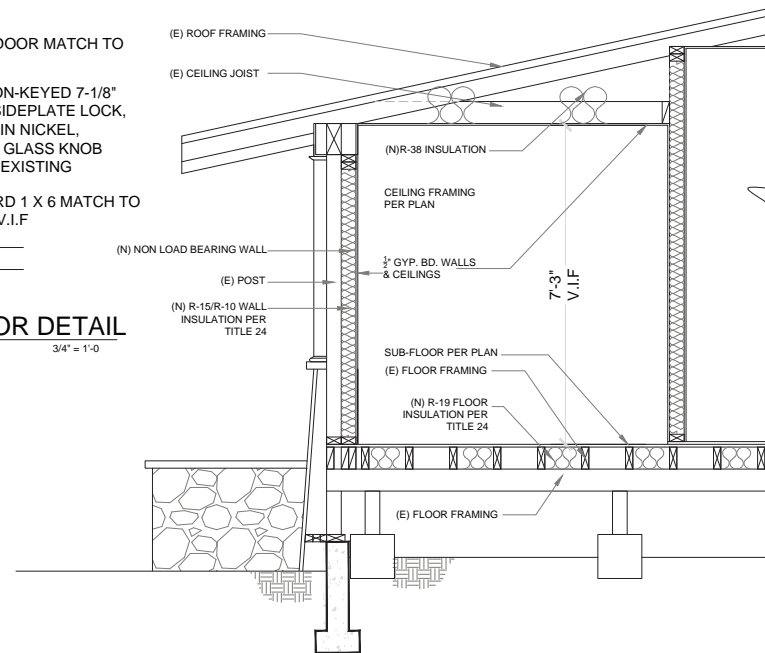 DOOR MATCH TO
ON-KEYED 7-1/8"
SIDEPLATE LOCK,
IN NICKEL,
GLASS KNOB
EXISTING
RD 1 X 6 MATCH TO
V.I.F
OR DETAIL
3/4" = 1'-0
(E) ROOF FRAMING
(E) CEILING JOIST
(N)R-38 INSULATION
CEILING FRAMING
PER PLAN
(N) NON LOAD BEARING WALL
1/2" GYP. BD. WALLS
& CEILINGS
(E) POST
(N) R-15/R-10 WALL
INSULATION PER
TITLE 24
7'-3"
V.I.F
SUB-FLOOR PER PLAN
(E) FLOOR FRAMING
(N) R-19 FLOOR
INSULATION PER
TITLE 24
(E) FLOOR FRAMING